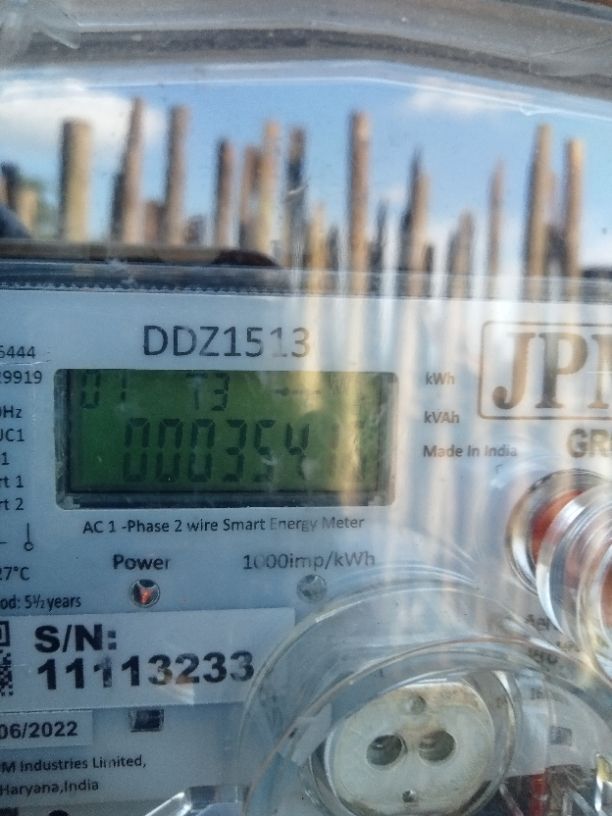 DDZ1513
6444
29919
01 T3
000354
kWh
kVAh
JP
Made In India
GR
UC1
rt 1
rt 2
AC 1 -Phase 2 wire Smart Energy Meter
27°C
Power
1000imp/kWh
od: 5½ years
S/N:
11113233
06/2022
M Industries Limited,
Haryana,India